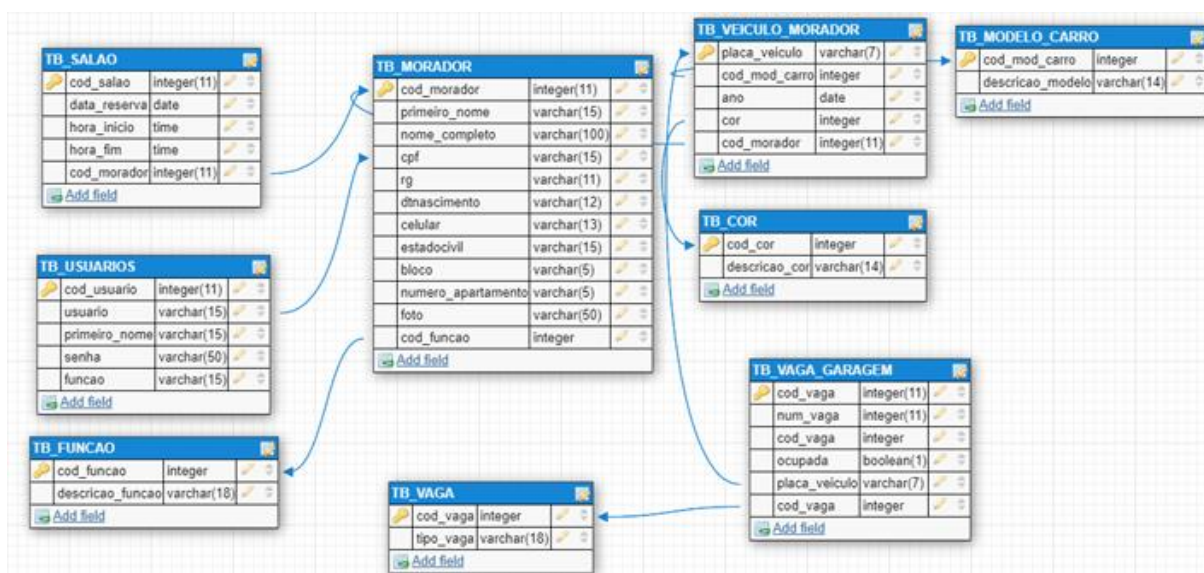 TB_SALAO
cod_salao integer(11)
data_reserva date
hora_inicio time
hora_fim time
cod_morador integer(11)
Add field
TB_USUARIOS
cod_usuario integer(11)
usuario varchar(15)
primeiro_nome varchar(15)
senha varchar(50)
funcao varchar(15)
Add field
TB_FUNCAO
cod_funcao integer
descricao_funcao varchar(18)
Add field
TB_MORADOR
cod_morador integer(11)
primeiro_nome varchar(15)
nome_completo varchar(100)
cpf varchar(15)
rg varchar(11)
dtnascimento varchar(12)
celular varchar(13)
estadocivil varchar(15)
bloco varchar(5)
numero_apartamento varchar(5)
foto varchar(50)
cod_funcao integer
Add field
TB_VAGA
cod_vaga integer
tipo_vaga varchar(18)
Add field
TB_VEICULO_MORADOR
placa_veiculo varchar(7)
cod_mod_carro integer
ano date
cor integer
cod_morador integer(11)
Add field
TB_COR
cod_cor integer
descricao_cor varchar(14)
Add field
TB_VAGA_GARAGEM
cod_vaga integer(11)
num_vaga integer(11)
cod_vaga integer
ocupada boolean(1)
placa_veiculo varchar(7)
cod_vaga integer
Add field
TB_MODELO_CARRO
cod_mod_carro integer
descricao_modelo varchar(14)
Add field